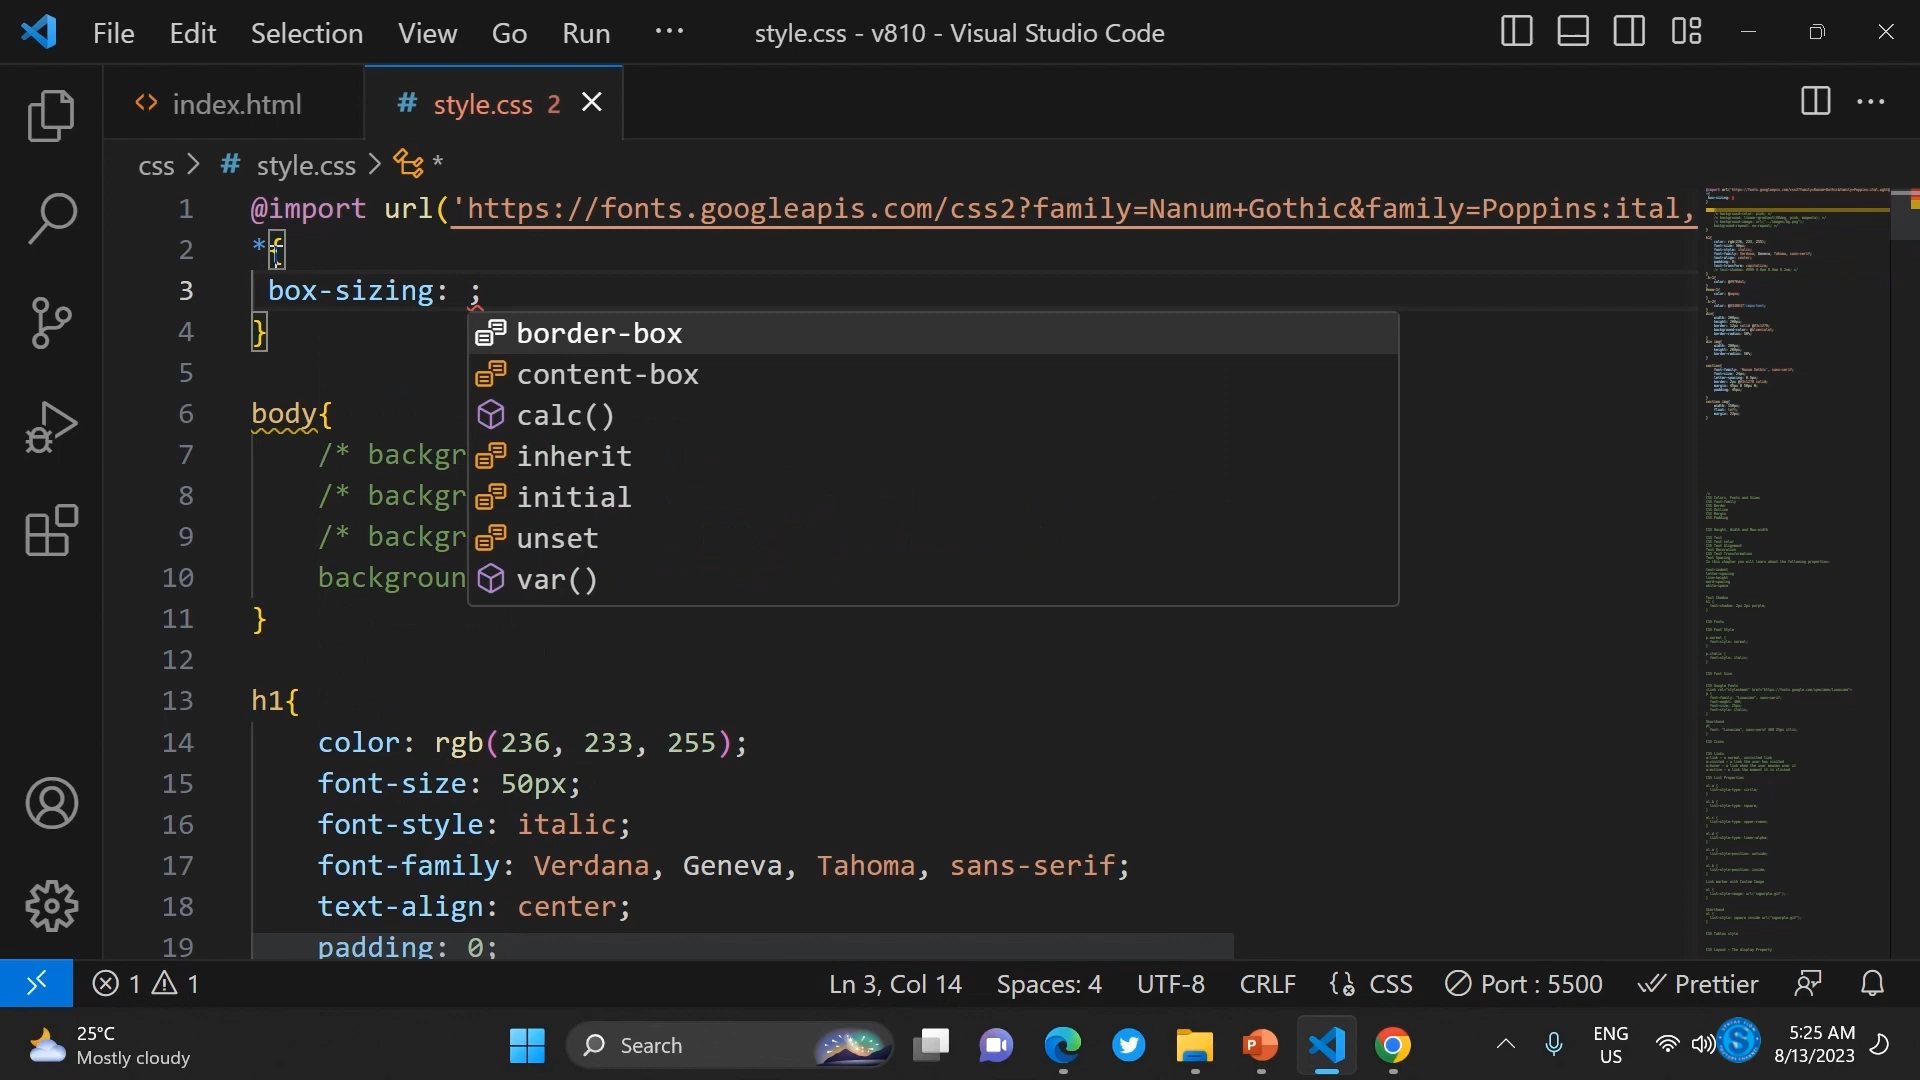 File Edit Selection View Go Run ··· style.css - v810 - Visual Studio Code
<> index.html # style.css 2
css > # style.css > *
1 @import url('https://fonts.googleapis.com/css2?family=Nanum+Gothic&family=Poppins:ital,
2 *{
3 box-sizing: ;
4 }
border-box
content-box
calc()
inherit
initial
unset
var()
5
6 body{
7 /* backgr
8 /* backgr
9 /* backgr
10 backgroun
11 }
12
13 h1{
14 color: rgb(236, 233, 255);
15 font-size: 50px;
16 font-style: italic;
17 font-family: Verdana, Geneva, Tahoma, sans-serif;
18 text-align: center;
19 padding: 0;
1 1 Ln 3, Col 14 Spaces: 4 UTF-8 CRLF CSS Port : 5500 Prettier
25°C
Mostly cloudy
Search
ENG
US
5:25 AM
8/13/2023